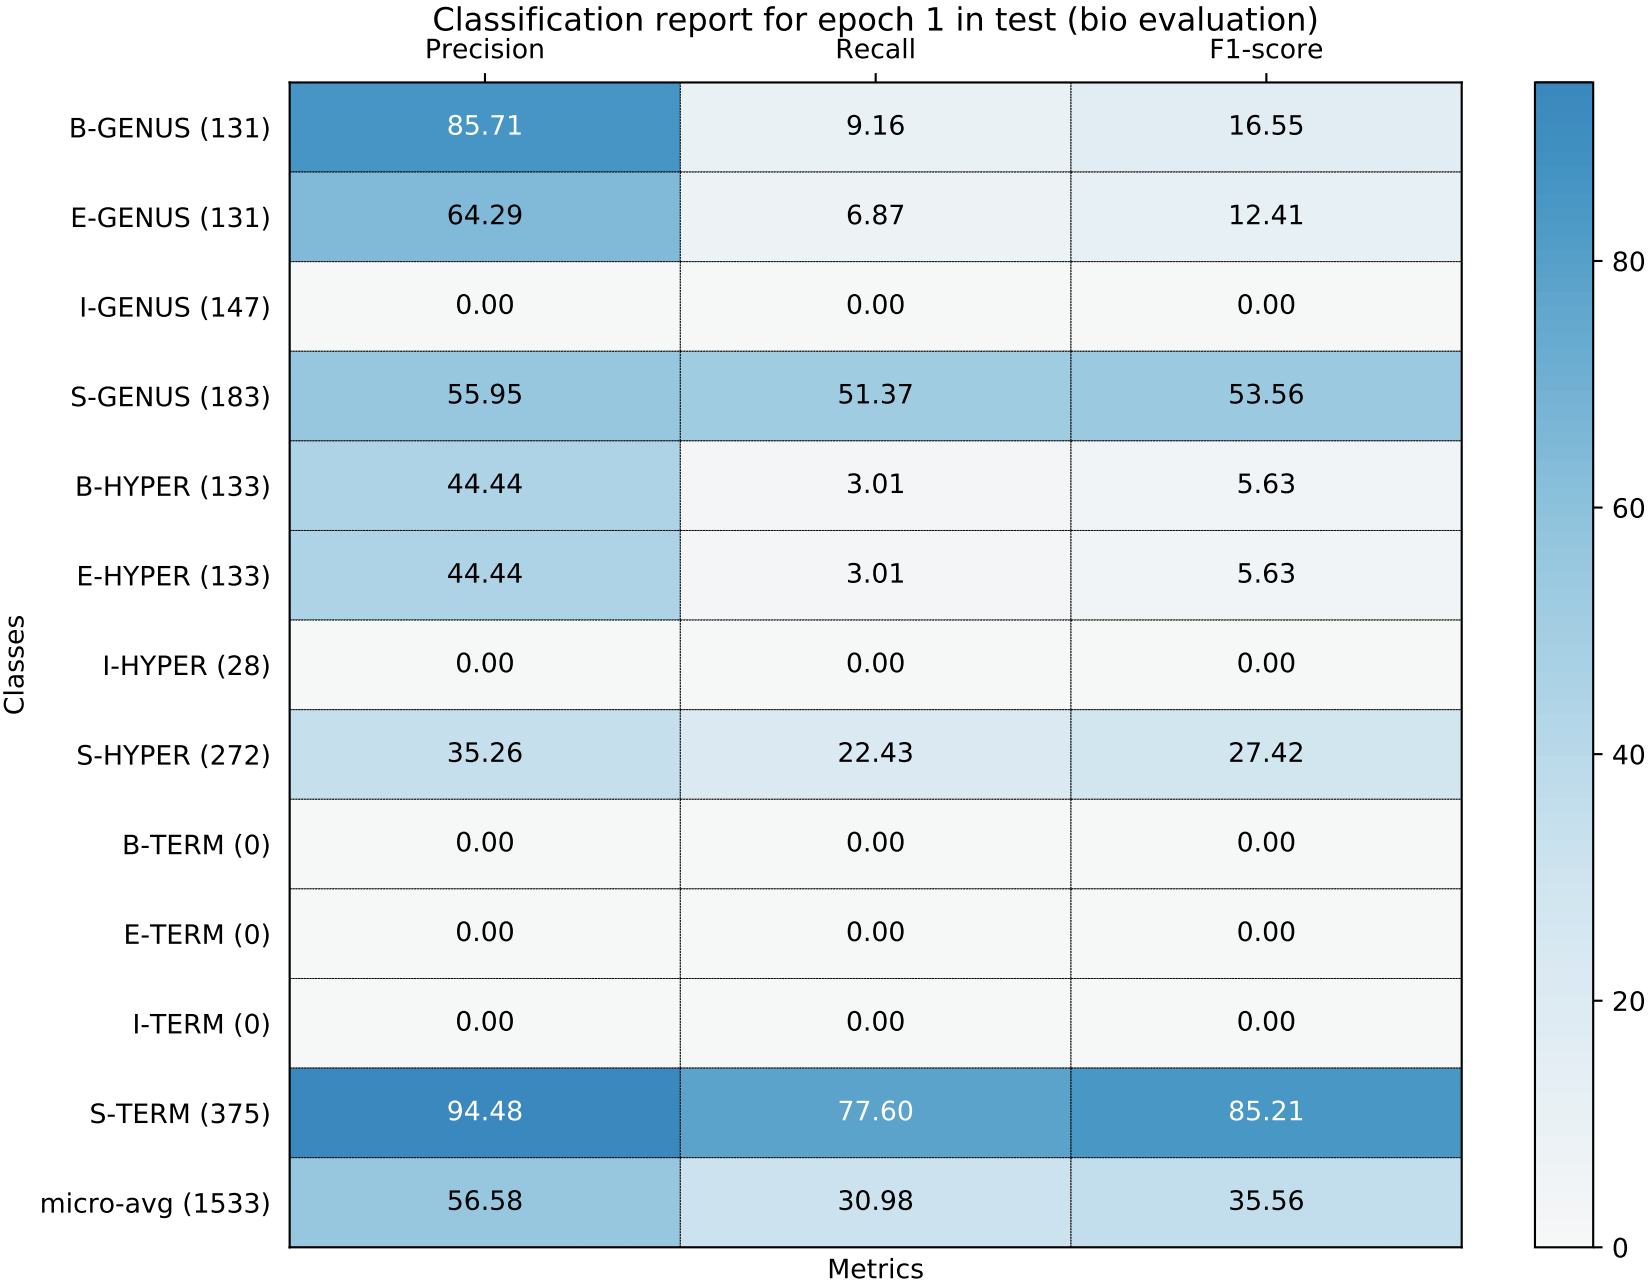 Classification report for epoch 1 in test (bio evaluation)
Precision Recall F1-score
B-GENUS (131) 85.71 9.16 16.55
E-GENUS (131) 64.29 6.87 12.41
I-GENUS (147) 0.00 0.00 0.00
S-GENUS (183) 55.95 51.37 53.56
B-HYPER (133) 44.44 3.01 5.63
E-HYPER (133) 44.44 3.01 5.63
I-HYPER (28) 0.00 0.00 0.00
S-HYPER (272) 35.26 22.43 27.42
B-TERM (0) 0.00 0.00 0.00
E-TERM (0) 0.00 0.00 0.00
I-TERM (0) 0.00 0.00 0.00
S-TERM (375) 94.48 77.60 85.21
micro-avg (1533) 56.58 30.98 35.56
Metrics
Classes
80
60
40
20
0